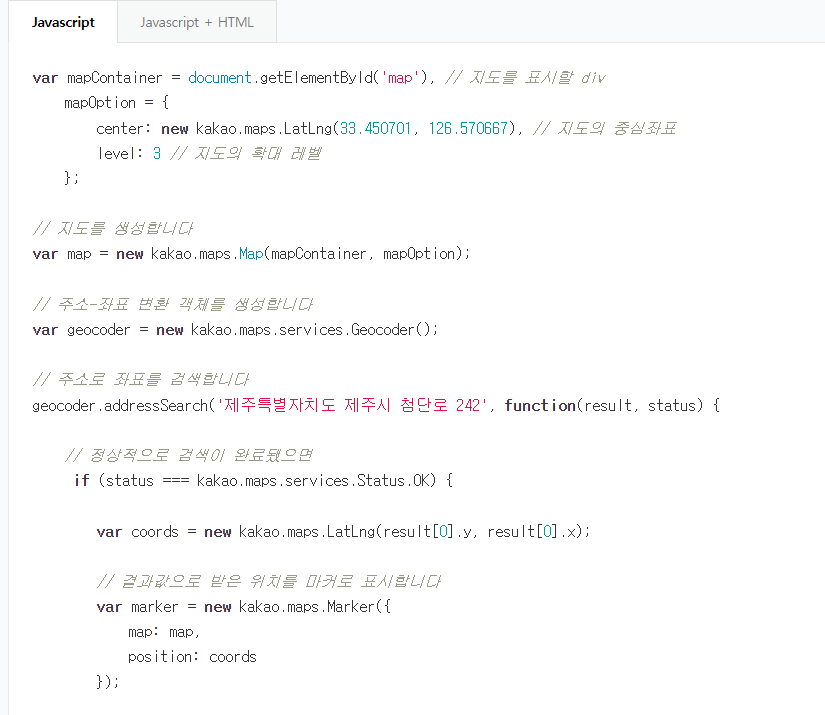 Javascript
Javascript + HTML
var mapContainer = document.getElementById('map'), // 지도를 표시할 div
    mapOption = {
        center: new kakao.maps.LatLng(33.450701, 126.570667), // 지도의 중심좌표
        level: 3 // 지도의 확대 레벨
    };
// 지도를 생성합니다
var map = new kakao.maps.Map(mapContainer, mapOption);
// 주소-좌표 변환 객체를 생성합니다
var geocoder = new kakao.maps.services.Geocoder();
// 주소로 좌표를 검색합니다
geocoder.addressSearch('제주특별자치도 제주시 첨단로 242', function(result, status) {
    // 정상적으로 검색이 완료됐으면
     if (status === kakao.maps.services.Status.OK) {
        var coords = new kakao.maps.LatLng(result[0].y, result[0].x);
        // 결과값으로 받은 위치를 마커로 표시합니다
        var marker = new kakao.maps.Marker({
            map: map,
            position: coords
        });